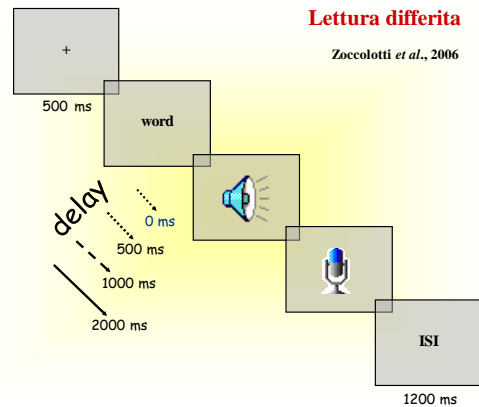 Lettura differita
Zoccolotti et al., 2006
+
500 ms
word
delay
0 ms
500 ms
1000 ms
2000 ms
ISI
1200 ms